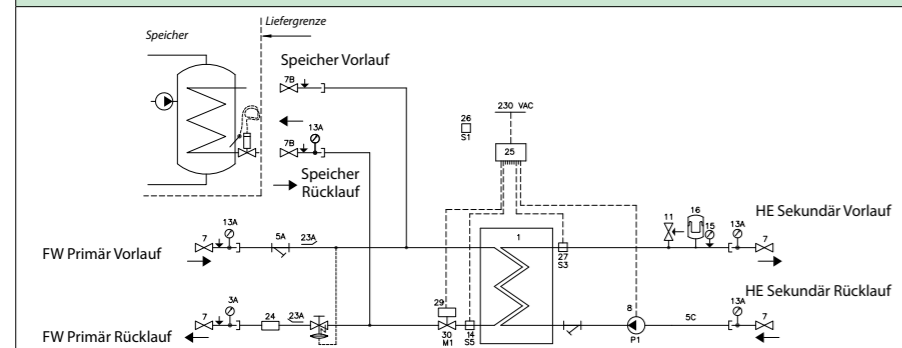 Speicher
Liefergrenze
Speicher Vorlauf
7B
13A
7B
Speicher
Rücklauf
230 VAC
26
S1
25
FW Primär Vorlauf
7
13A
5A
23A
1
27
S3
11
16
15
13A
7
HE Sekundär Vorlauf
FW Primär Rücklauf
7
3A
24
23A
29
30
M1
14
S5
8
P1
5C
13A
7
HE Sekundär Rücklauf